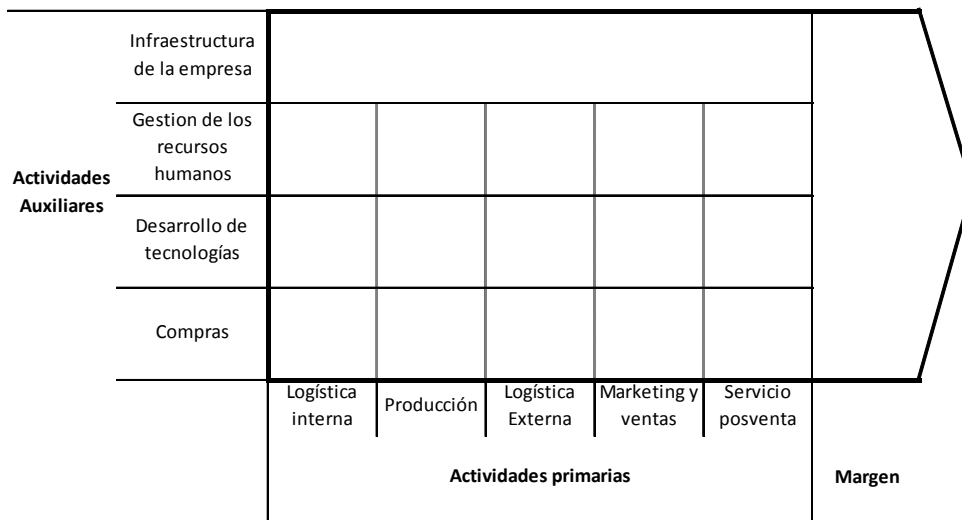 Infraestructura
de la empresa
Gestion de los
recursos
humanos
Actividades
Auxiliares
Desarrollo de
tecnologías
Compras
Logística
interna
Producción
Logística
Externa
Marketing y
ventas
Servicio
posventa
Actividades primarias
Margen